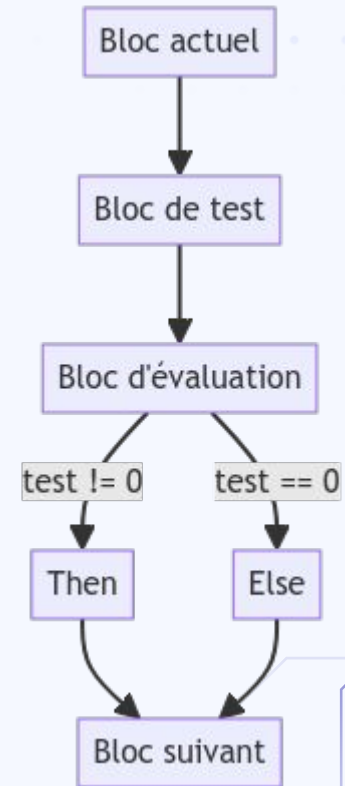 Bloc actuel
Bloc de test
Bloc d'évaluation
test != 0
test == 0
Then
Else
Bloc suivant